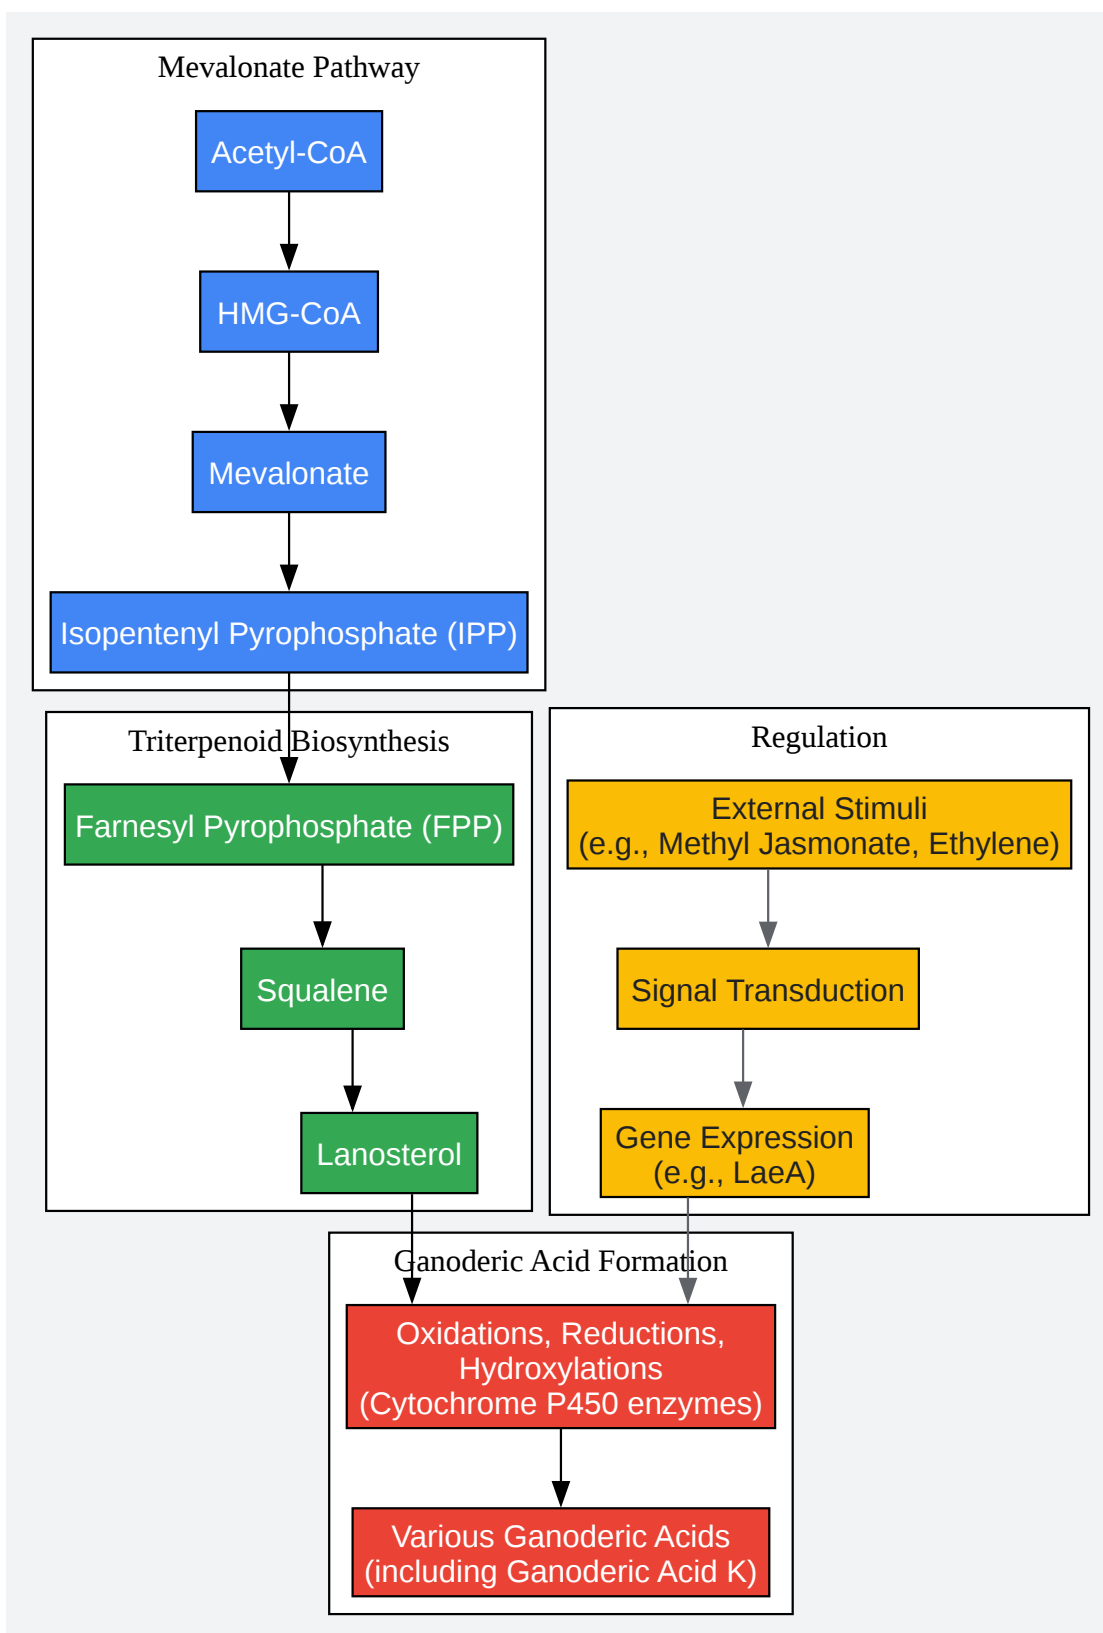 Mevalonate Pathway
Acetyl-CoA
HMG-CoA
Mevalonate
Isopentenyl Pyrophosphate (IPP)
Triterpenoid Biosynthesis
Farnesyl Pyrophosphate (FPP)
Squalene
Lanosterol
Regulation
External Stimuli
(e.g., Methyl Jasmonate, Ethylene)
Signal Transduction
Gene Expression
(e.g., LaeA)
Ganoderic Acid Formation
Oxidations, Reductions,
Hydroxylations
(Cytochrome P450 enzymes)
Various Ganoderic Acids
(including Ganoderic Acid K)